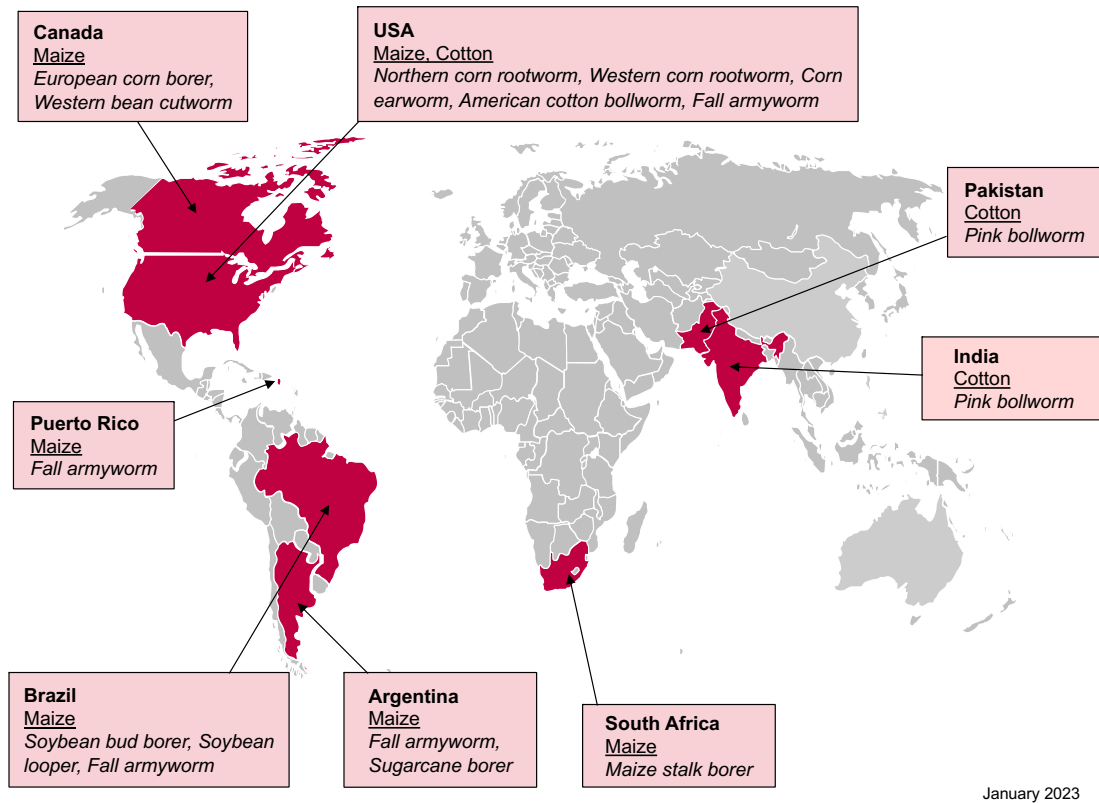 Canada
Maize
European corn borer,
Western bean cutworm
USA
Maize, Cotton
Northern corn rootworm, Western corn rootworm, Corn
earworm, American cotton bollworm, Fall armyworm
Pakistan
Cotton
Pink bollworm
India
Cotton
Pink bollworm
Puerto Rico
Maize
Fall armyworm
Brazil
Maize
Soybean bud borer, Soybean
looper, Fall armyworm
Argentina
Maize
Fall armyworm,
Sugarcane borer
South Africa
Maize
Maize stalk borer
January 2023